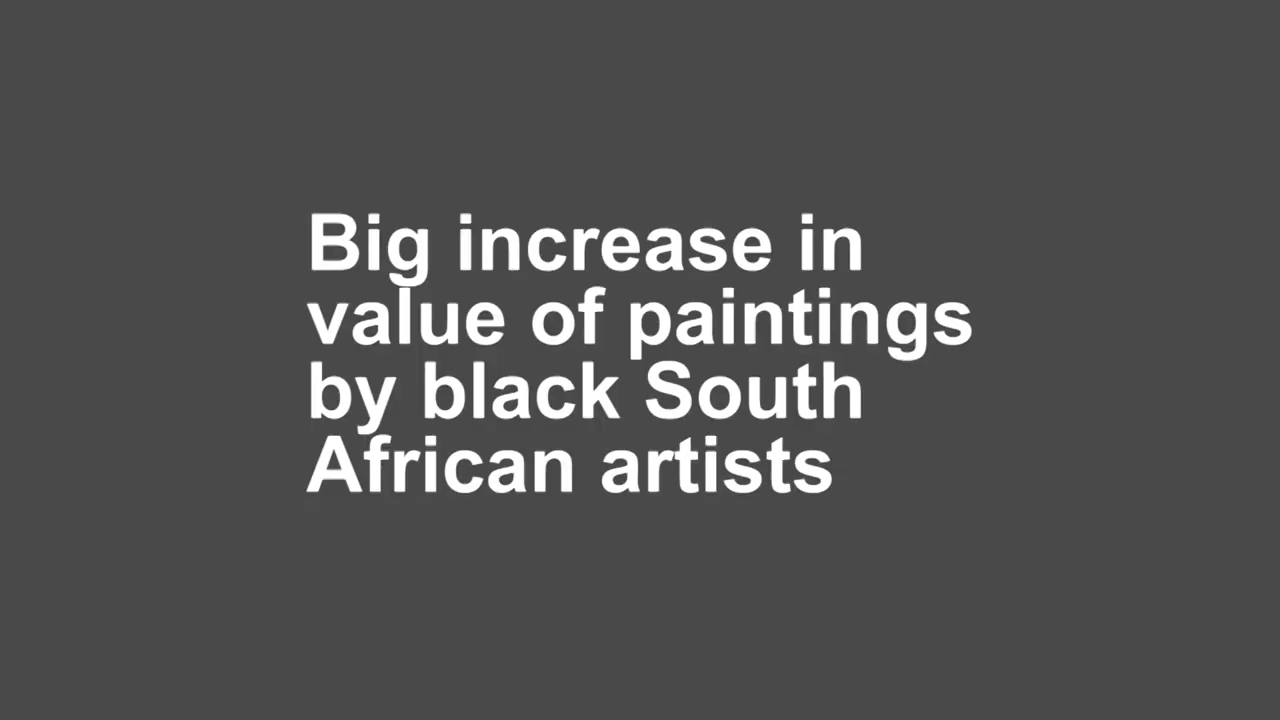 Big increase in
value of paintings
by black South
African artists